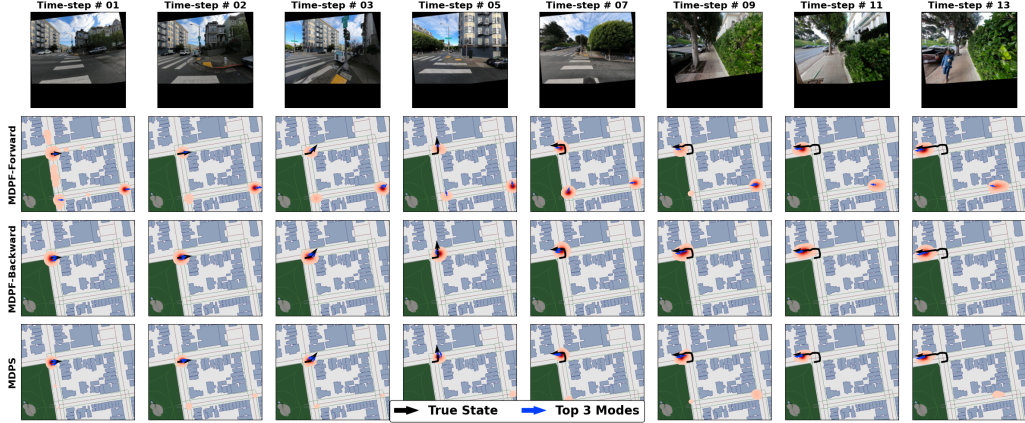 Time-step # 01 Time-step # 02 Time-step # 03 Time-step # 05 Time-step # 07 Time-step # 09 Time-step # 11 Time-step # 13
MDPF-Forward
MDPF-Backward
MDPS
True State Top 3 Modes